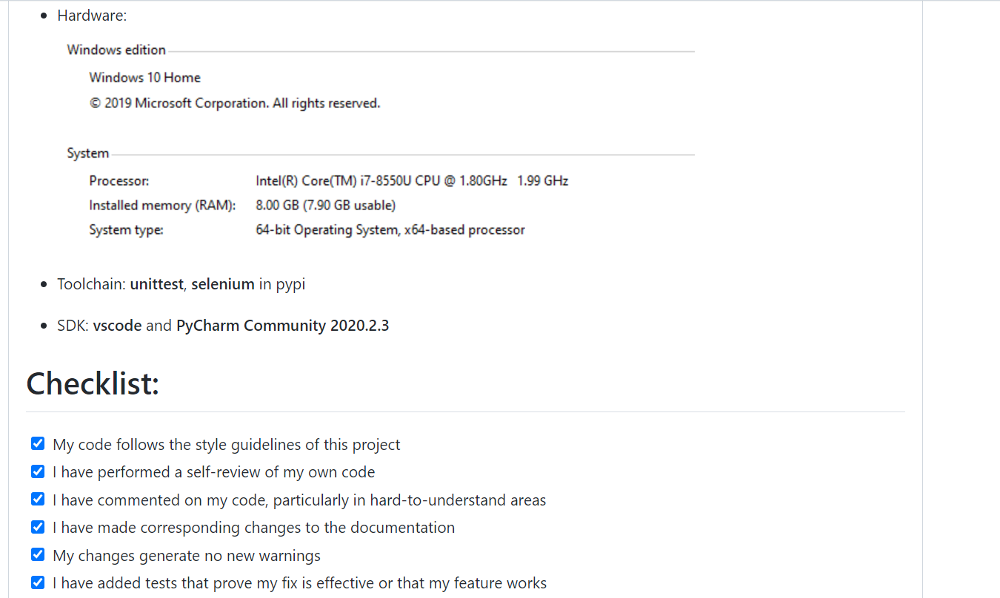 Hardware:
Windows edition
Windows 10 Home
© 2019 Microsoft Corporation. All rights reserved.
System
Processor: Intel(R) Core(TM) i7-8550U CPU @ 1.80GHz 1.99 GHz
Installed memory (RAM): 8.00 GB (7.90 GB usable)
System type: 64-bit Operating System, x64-based processor
Toolchain: unittest, selenium in pypi
SDK: vscode and PyCharm Community 2020.2.3
Checklist:
My code follows the style guidelines of this project
I have performed a self-review of my own code
I have commented on my code, particularly in hard-to-understand areas
I have made corresponding changes to the documentation
My changes generate no new warnings
I have added tests that prove my fix is effective or that my feature works